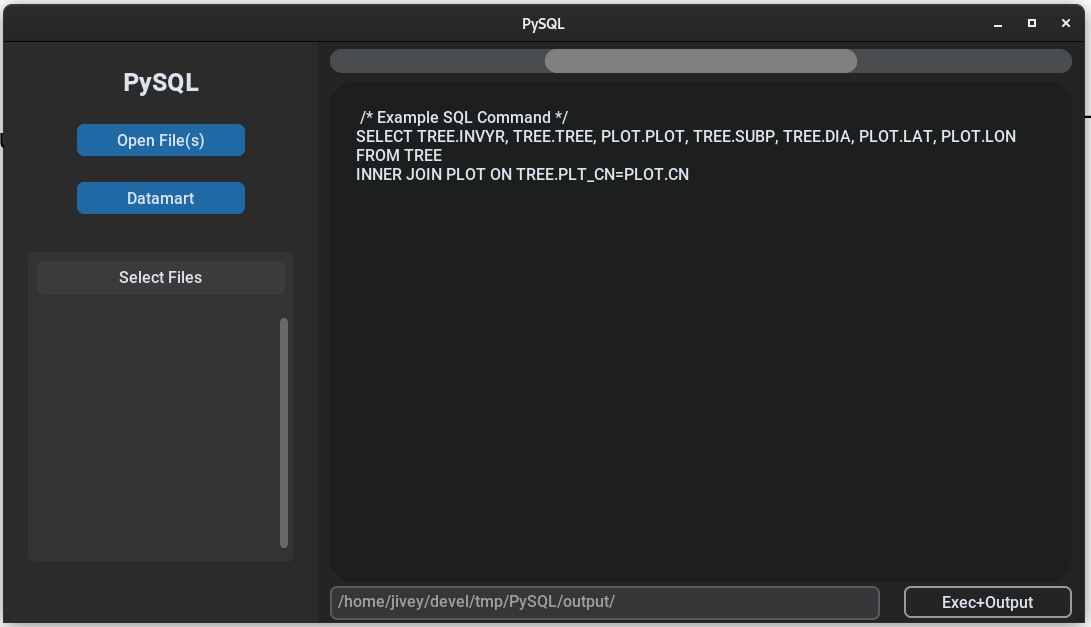 PySQL
PySQL
Open File(s)
Datamart
Select Files
/* Example SQL Command */
SELECT TREE.INVYR, TREE.TREE, PLOT.PLOT, TREE.SUBP, TREE.DIA, PLOT.LAT, PLOT.LON
FROM TREE
INNER JOIN PLOT ON TREE.PLT_CN=PLOT.CN
/home/jivey/devel/tmp/PySQL/output/
Exec+Output